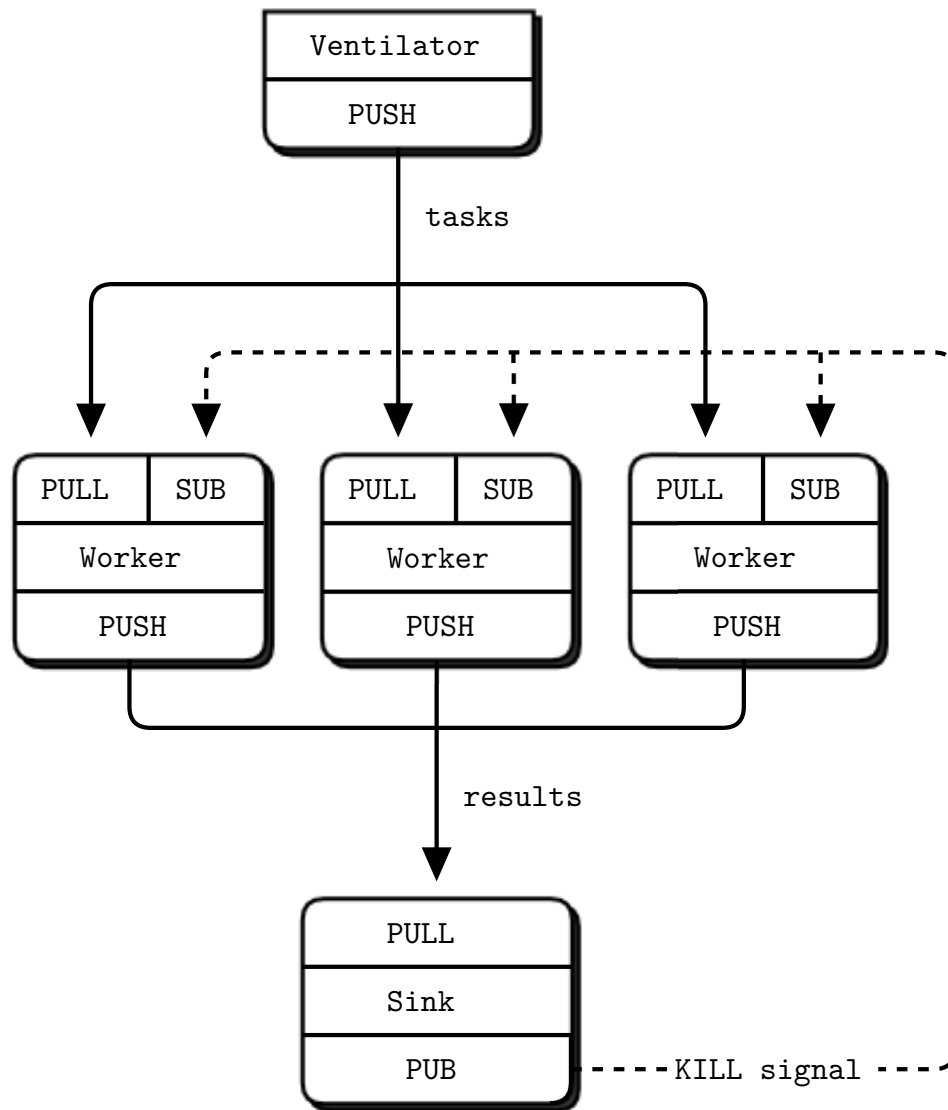 Ventilator
PUSH
tasks
PULL SUB PULL SUB PULL SUB
Worker Worker Worker
PUSH PUSH PUSH
results
PULL
Sink
PUB KILL signal